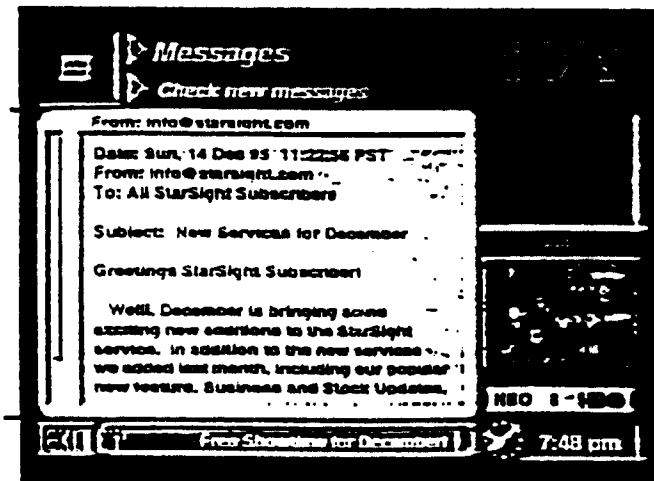 Messages
Check new messages
From: info@starsight.com
Date: Sun, 14 Dec 95 11:22:56 PST
From: info@starsight.com
To: All StarSight Subscribers
Subject: New Services for December
Greetings StarSight Subscriber!
Well, December is bringing some
exciting new additions to the StarSight
service. In addition to the new services
we added last month, including our popular
new feature, Business and Stock Updates,
HBO
Free Showtime for December!
7:48 pm